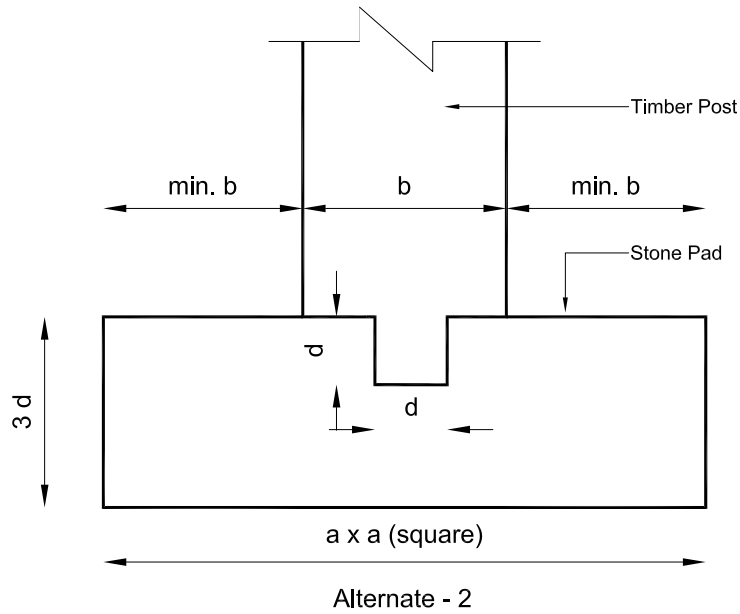 Timber Post
min. b
b
min. b
Stone Pad
d
3 d
d
a x a (square)
Alternate - 2